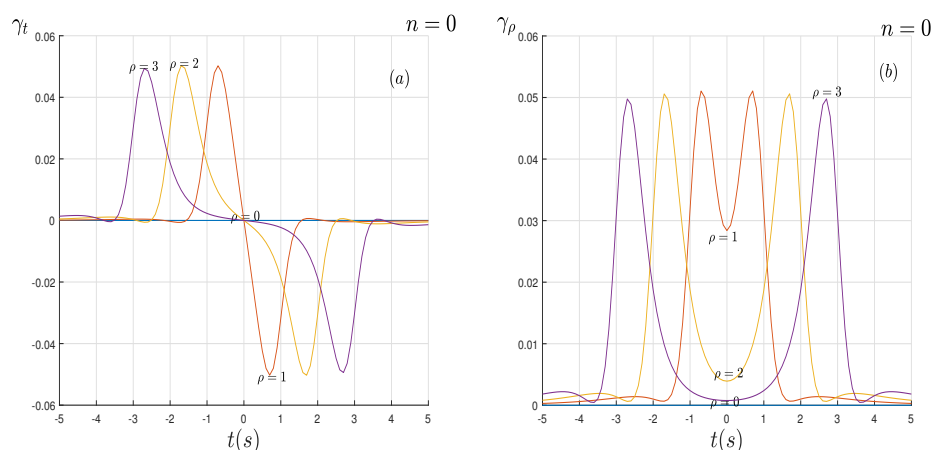 γt n = 0
0.06
0.04
0.02
0
-0.02
-0.04
-0.06
-5 -4 -3 -2 -1 0 1 2 3 4 5
t(s)
(a)
ρ = 3 ρ = 2
ρ = 0
ρ = 1
γρ n = 0
0.06
0.05
0.04
0.03
0.02
0.01
0
-5 -4 -3 -2 -1 0 1 2 3 4 5
t(s)
(b)
ρ = 3
ρ = 1
ρ = 2
ρ = 0